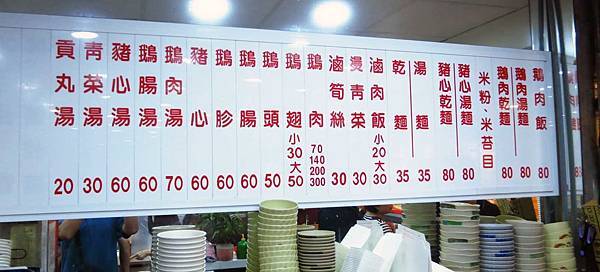 鵝肉飯 80
鵝肉湯麵
鵝肉乾麵 80
米粉、米苔目
豬心湯麵 80
豬心乾麵 80
湯麵 35
乾麵 35
滷肉飯 小20大30
燙青菜 30
滷筍絲 30
鵝肉 70 140 200 300
鵝翅 小30大50
鵝頭 50
鵝腸 60
鵝胗 60
豬心 60
鵝肉湯 70
鵝腸湯 60
豬心湯 60
青菜湯 30
貢丸湯 20